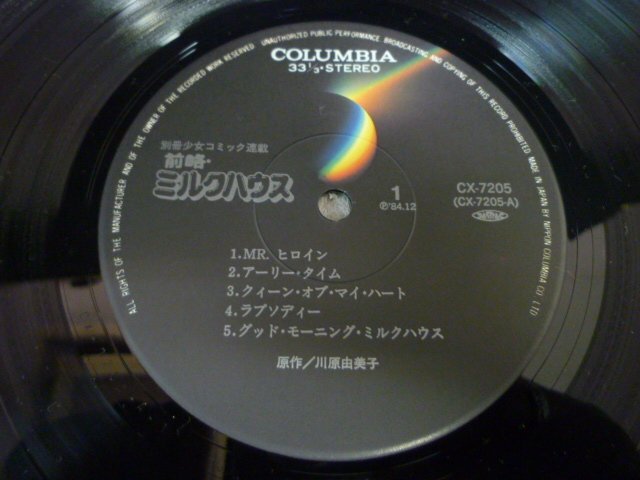 ALL RIGHTS OF THE MANUFACTURER AND OF THE OWNER OF THE RECORDED WORK RESERVED UNAUTHORIZED PUBLIC PERFORMANCE BROADCASTING AND COPYING OF THIS RECORD PROHIBITED MADE IN JAPAN BY NIPPON COLUMBIA CO. LTD
COLUMBIA
33 1/3・STEREO
別冊少女コミック連載
前略・
ミルクハウス
1
℗'84.12
CX-7205
(CX-7205-A)
1.MR. ヒロイン
2.アーリー・タイム
3.クィーン・オブ・マイ・ハート
4.ラプソディー
5.グッド・モーニング・ミルクハウス
原作／川原由美子